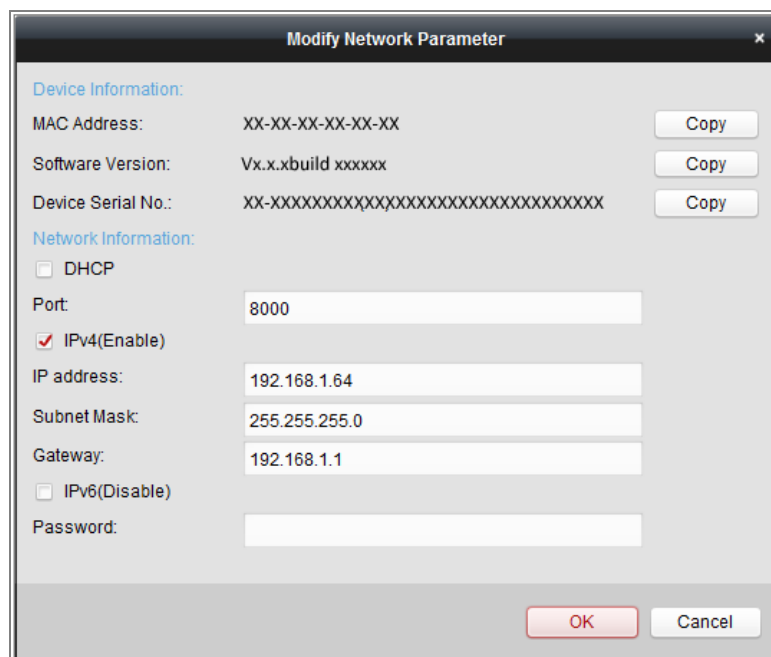 Modify Network Parameter ×
Device Information:
MAC Address: XX-XX-XX-XX-XX-XX Copy
Software Version: Vx.x.xbuild xxxxxx Copy
Device Serial No.: XX-XXXXXXXXXXXXXXXXXXXXXXXXXXXXXXXXX Copy
Network Information:
DHCP
Port: 8000
IPv4(Enable)
IP address: 192.168.1.64
Subnet Mask: 255.255.255.0
Gateway: 192.168.1.1
IPv6(Disable)
Password:
OK Cancel